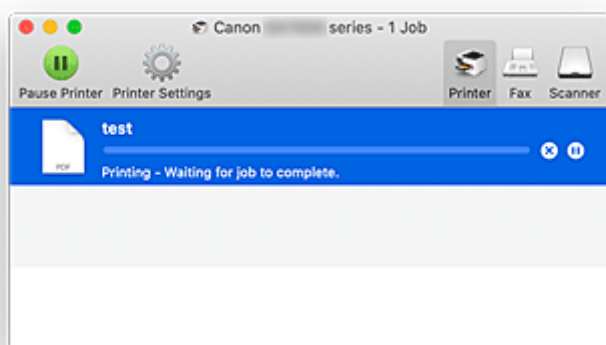 Canon series - 1 Job
Pause Printer Printer Settings Printer Fax Scanner
test
PDF
Printing - Waiting for job to complete.